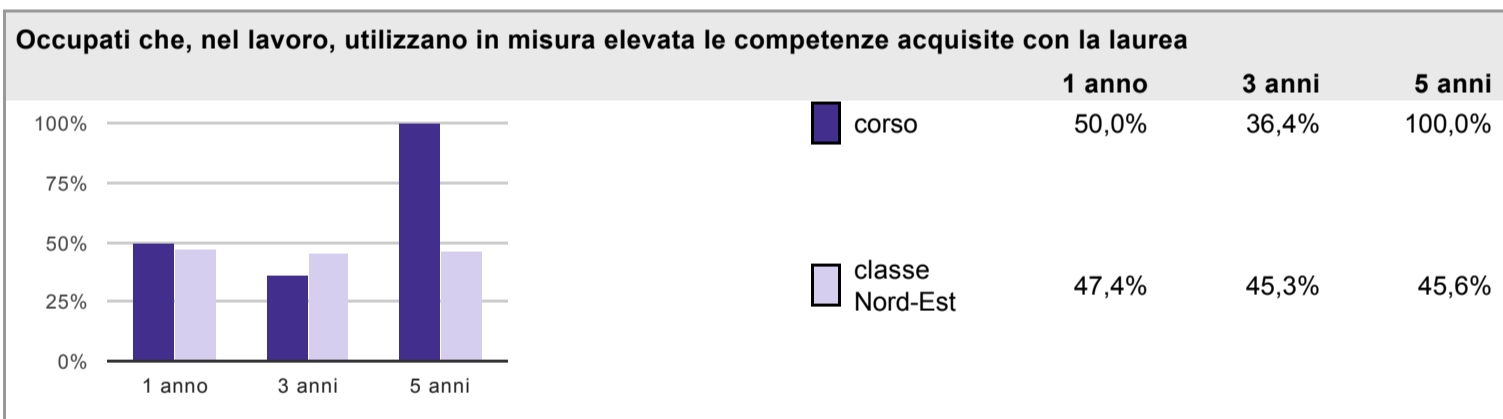 Occupati che, nel lavoro, utilizzano in misura elevata le competenze acquisite con la laurea
1 anno 3 anni 5 anni
100%
75%
50%
25%
0%
1 anno 3 anni 5 anni
corso 50,0% 36,4% 100,0%
classe
Nord-Est 47,4% 45,3% 45,6%